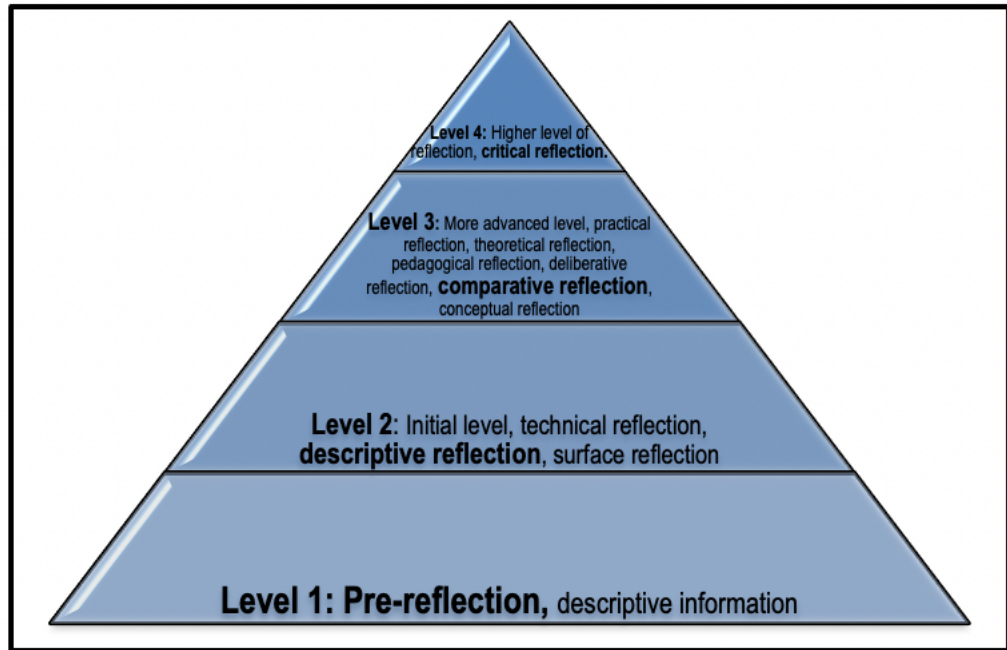 Level 4: Higher level of
reflection, critical reflection.
Level 3: More advanced level, practical
reflection, theoretical reflection,
pedagogical reflection, deliberative
reflection, comparative reflection,
conceptual reflection
Level 2: Initial level, technical reflection,
descriptive reflection, surface reflection
Level 1: Pre-reflection, descriptive information